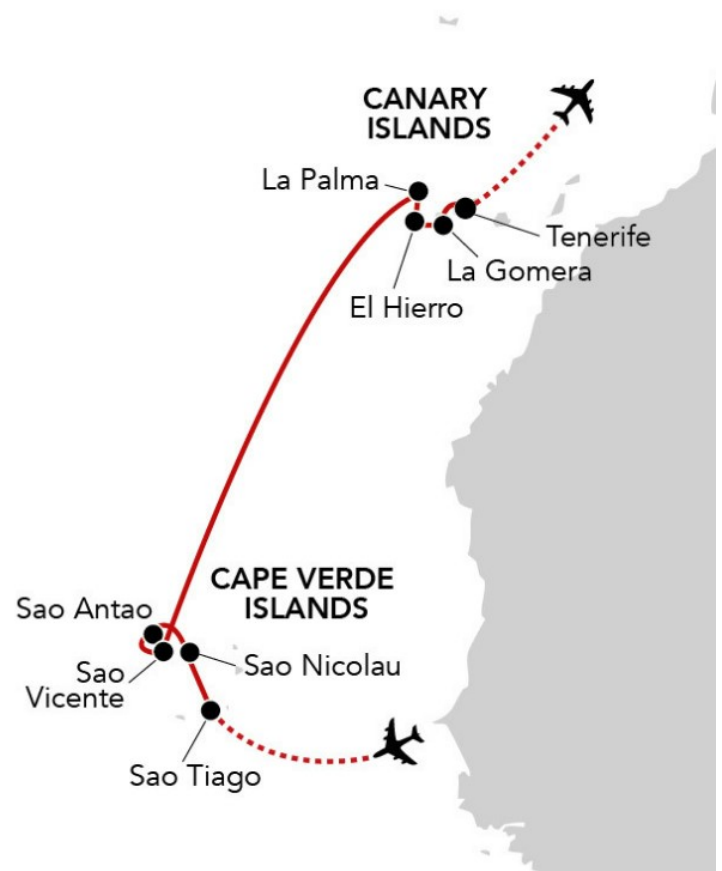 CANARY
ISLANDS
La Palma
Tenerife
La Gomera
El Hierro
CAPE VERDE
ISLANDS
Sao Antao
Sao Nicolau
Sao
Vicente
Sao Tiago